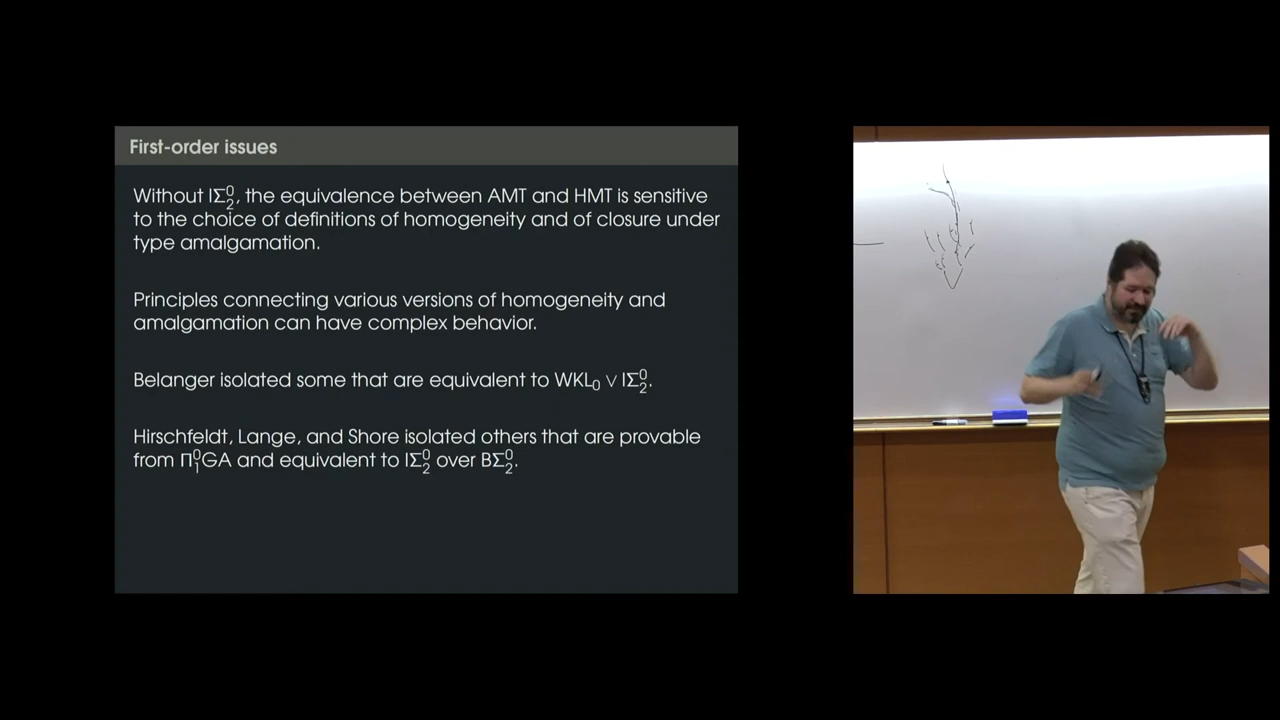 First-order issues
Without IΣ⁰₂, the equivalence between AMT and HMT is sensitive
to the choice of definitions of homogeneity and of closure under
type amalgamation.
Principles connecting various versions of homogeneity and
amalgamation can have complex behavior.
Belanger isolated some that are equivalent to WKL₀ ∨ IΣ⁰₂.
Hirschfeldt, Lange, and Shore isolated others that are provable
from Π⁰₁GA and equivalent to IΣ⁰₂ over BΣ⁰₂.